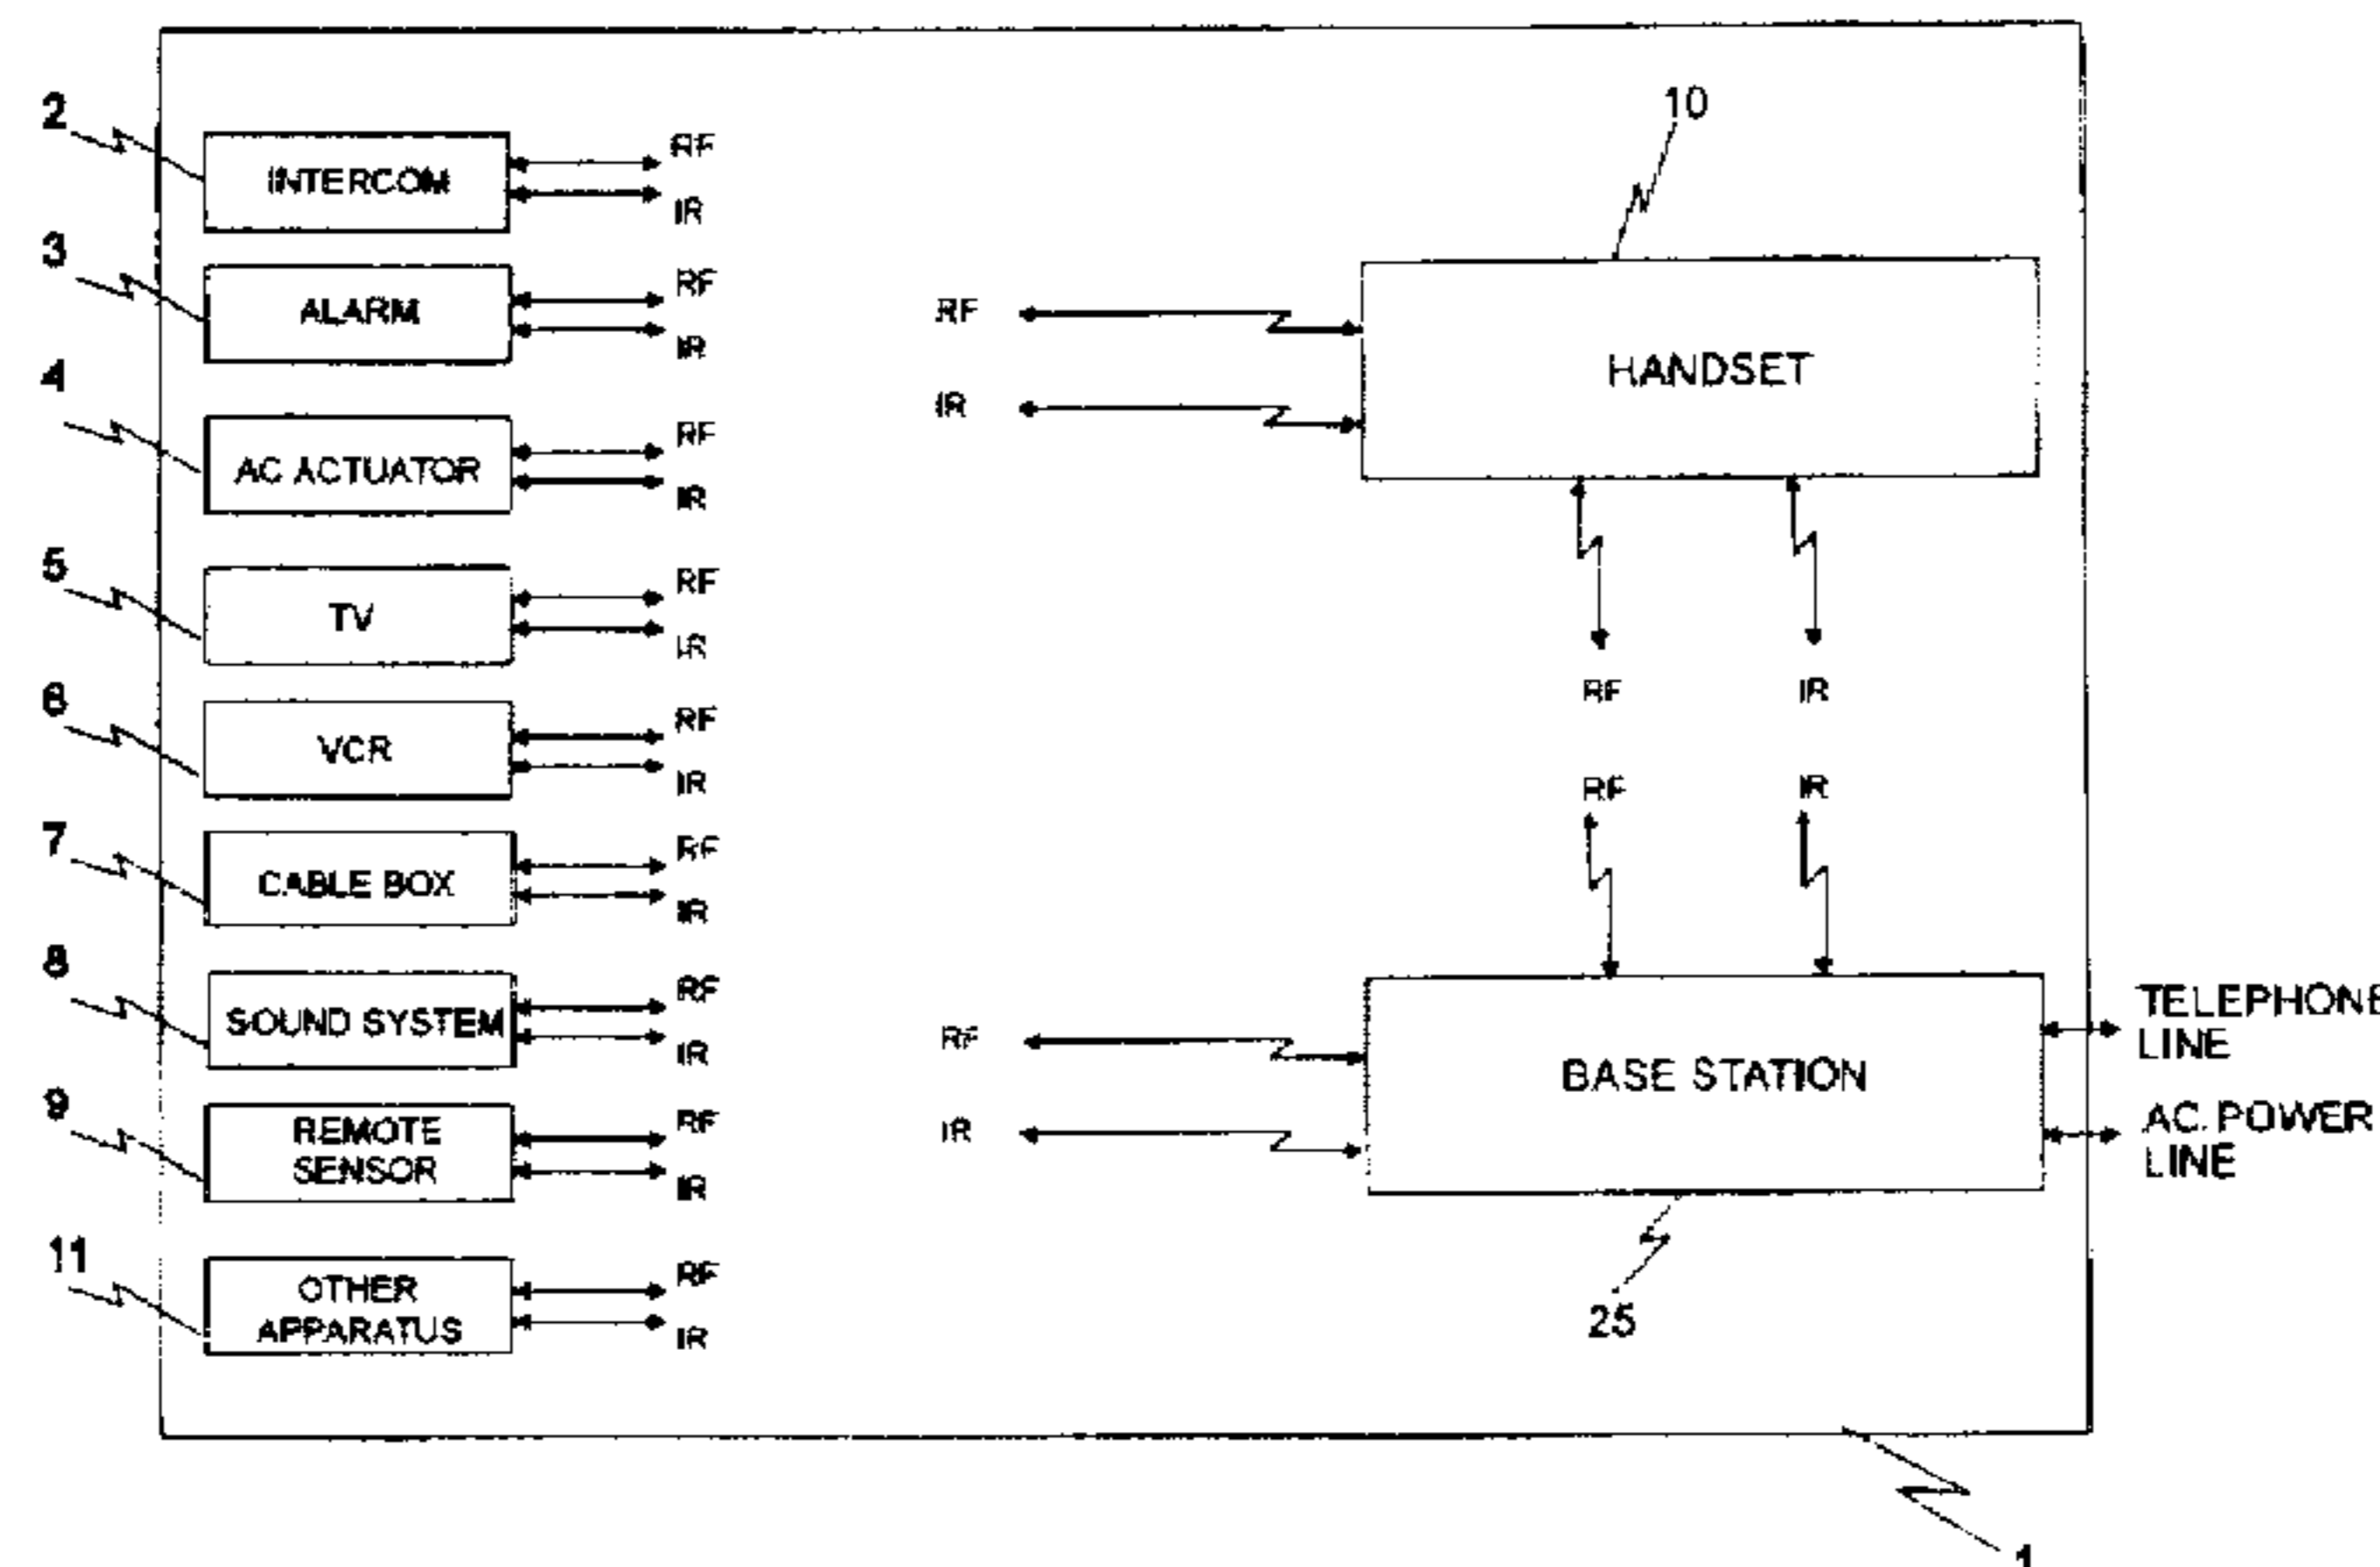 10
2
INTERCOM
RF
IR
3
ALARM
RF
IR
4
AC ACTUATOR
RF
IR
5
TV
RF
IR
6
VCR
RF
IR
7
CABLE BOX
RF
IR
8
SOUND SYSTEM
RF
IR
9
REMOTE
SENSOR
RF
IR
11
OTHER
APPARATUS
RF
IR
RF
IR
HANDSET
RF
IR
RF
IR
RF
IR
BASE STATION
TELEPHONE
LINE
AC POWER
LINE
25
1